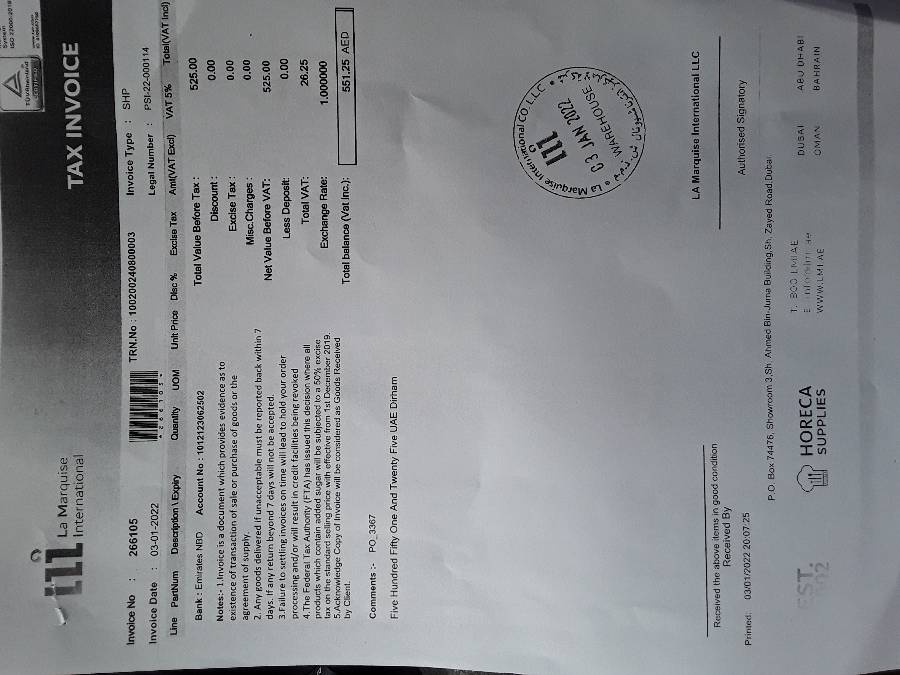 ISO 22000:2018
TÜVRheinland
CERTIFIED
La Marquise
International
TAX INVOICE
Invoice No : 266105
TRN.No : 100200240800003
Invoice Type : SHP
Invoice Date : 03-01-2022
Legal Number : PSI-22-000114
Line PartNum Description \ Expiry Quantity UOM Unit Price Disc % Excise Tax Amt(VAT Excl) VAT 5% Total(VAT Incl)
Bank : Emirates NBD Account No : 1012123062502
Total Value Before Tax : 525.00
Discount : 0.00
Excise Tax : 0.00
Misc.Charges : 0.00
Net Value Before VAT: 525.00
Less Deposit: 0.00
Total VAT: 26.25
Exchange Rate: 1.000000
Total balance (Vat Inc.); 551.25 AED
Notes:- 1.Invoice is a document which provides evidence as to
existence of transaction of sale or purchase of goods or the
agreement of supply.
2. Any goods delivered if unacceptable must be reported back within 7
days. If any return beyond 7 days will not be accepted.
3.Failure to settling invoices on time will lead to hold your order
processing and/or will result in credit facilities being revoked
4.The Federal Tax Authority (FTA) has issued this decision where all
products which contain added sugar will be subjected to a 50% excise
tax on the standard selling price with effective from 1st December 2019.
5.Acknowledge Copy of Invoice will be considered as Goods Received
by Client.
Comments :- PO_3367
Five Hundred Fifty One And Twenty Five UAE Dirham
La Marquise International CO. LLC
03 JAN 2022
WAREHOUSE
LA Marquise International LLC
Authorised Signatory
Received the above items in good condition
Received By
Printed: 03/01/2022 20:07:25
P.O. Box 74476, Showroom 3,Sh. Ahmed Bin Juma Building,Sh. Zayed Road,Dubai.
EST.
HORECA
SUPPLIES
T. 800 LMI AE
WWW.LMI.AE
DUBAI
ABU DHABI
OMAN
BAHRAIN